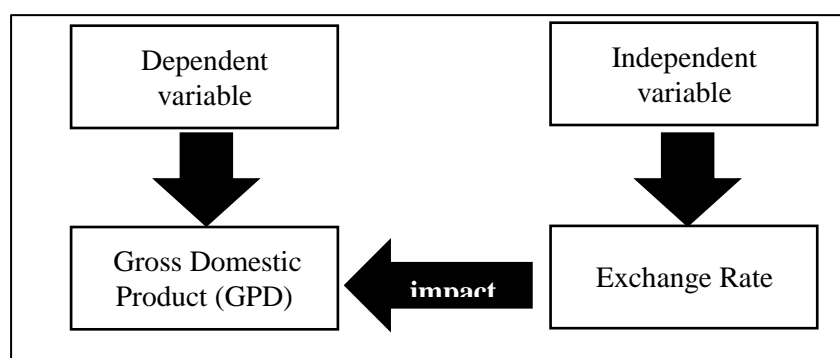 Dependent
variable
Independent
variable
Gross Domestic
Product (GPD)
impact
Exchange Rate